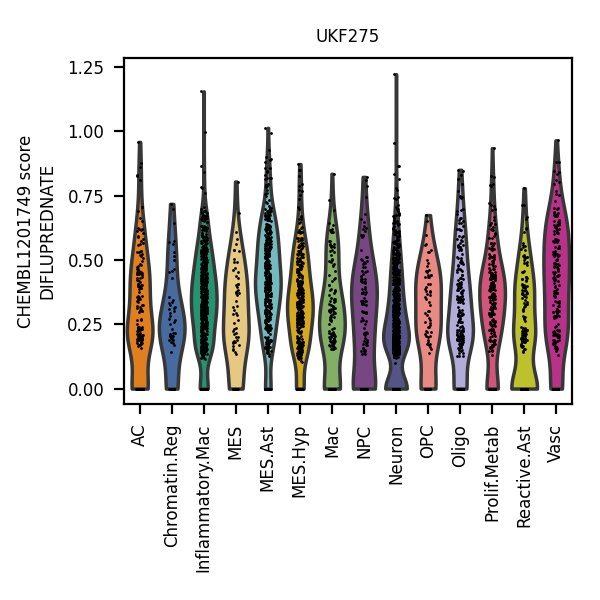 UKF275
CHEMBL1201749 score
DIFLUPREDNATE
1.25
1.00
0.75
0.50
0.25
0.00
AC
Chromatin.Reg
Inflammatory.Mac
MES
MES.Ast
MES.Hyp
Mac
NPC
Neuron
OPC
Oligo
Prolif.Metab
Reactive.Ast
Vasc